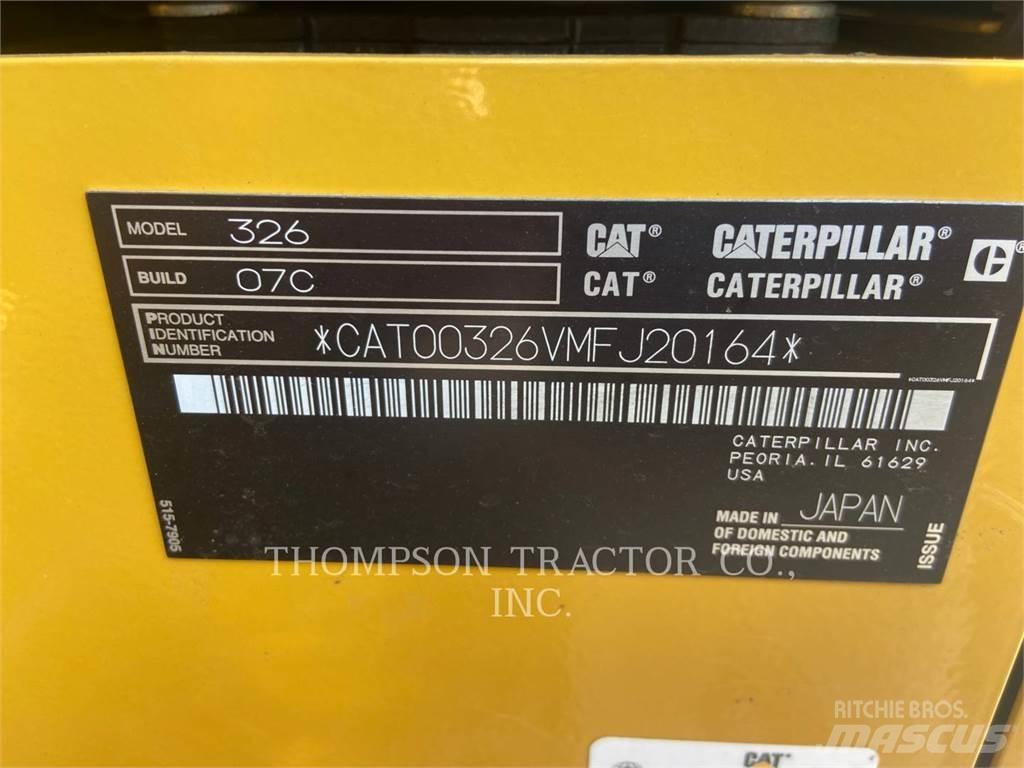 MODEL 326
CAT® CATERPILLAR®
BUILD 07C
CAT® CATERPILLAR®
PRODUCT
IDENTIFICATION
NUMBER
*CAT00326VMFJ20164*
*CAT00326VMFJ20164*
CATERPILLAR INC.
PEORIA, IL 61629
USA
MADE IN JAPAN
OF DOMESTIC AND
FOREIGN COMPONENTS
515-7905
ISSUE
THOMPSON TRACTOR CO.,
INC.
RITCHIE BROS.
MASCUS
CAT